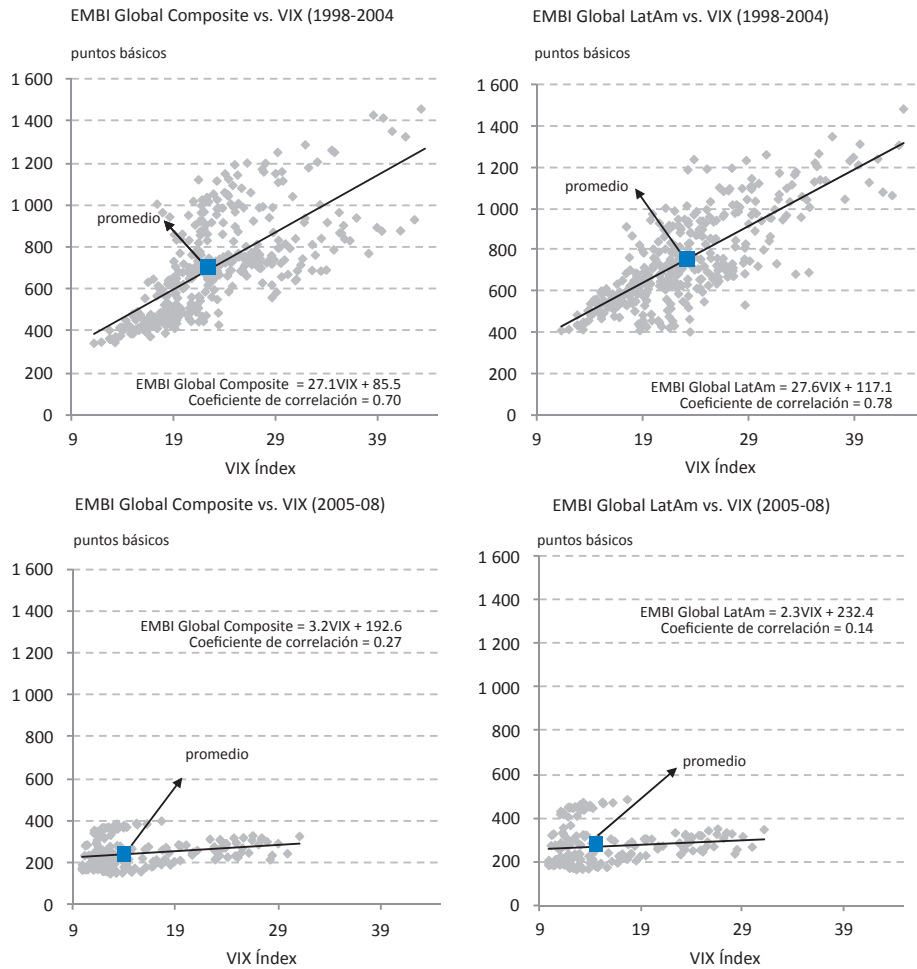 EMBI Global Composite vs. VIX (1998-2004
puntos básicos
1 600
1 400
1 200
1 000
800
600
400
200
0
promedio
EMBI Global Composite = 27.1VIX + 85.5
Coeficiente de correlación = 0.70
9 19 29 39
VIX Índex
EMBI Global LatAm vs. VIX (1998-2004)
puntos básicos
1 600
1 400
1 200
1 000
800
600
400
200
0
promedio
EMBI Global LatAm = 27.6VIX + 117.1
Coeficiente de correlación = 0.78
9 19 29 39
VIX Índex
EMBI Global Composite vs. VIX (2005-08)
puntos básicos
1 600
1 400
1 200
1 000
800
600
400
200
0
EMBI Global Composite = 3.2VIX + 192.6
Coeficiente de correlación = 0.27
promedio
9 19 29 39
VIX Índex
EMBI Global LatAm vs. VIX (2005-08)
puntos básicos
1 600
1 400
1 200
1 000
800
600
400
200
0
EMBI Global LatAm = 2.3VIX + 232.4
Coeficiente de correlación = 0.14
promedio
9 19 29 39
VIX Índex